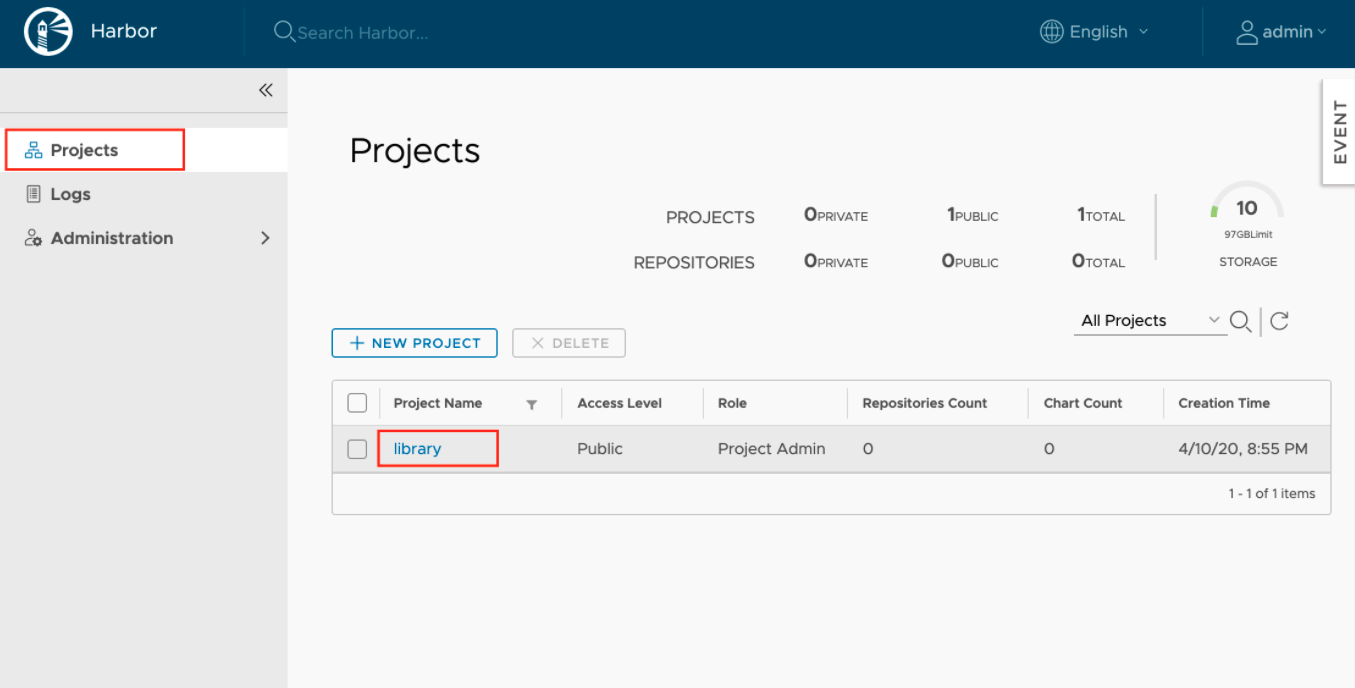 Harbor
Search Harbor...
English
admin
EVENT
Projects
Logs
Administration
Projects
PROJECTS 0PRIVATE 1PUBLIC 1TOTAL
REPOSITORIES 0PRIVATE 0PUBLIC 0TOTAL
10
97GBLimit
STORAGE
All Projects
NEW PROJECT DELETE
Project Name Access Level Role Repositories Count Chart Count Creation Time
library Public Project Admin 0 0 4/10/20, 8:55 PM
1 - 1 of 1 items